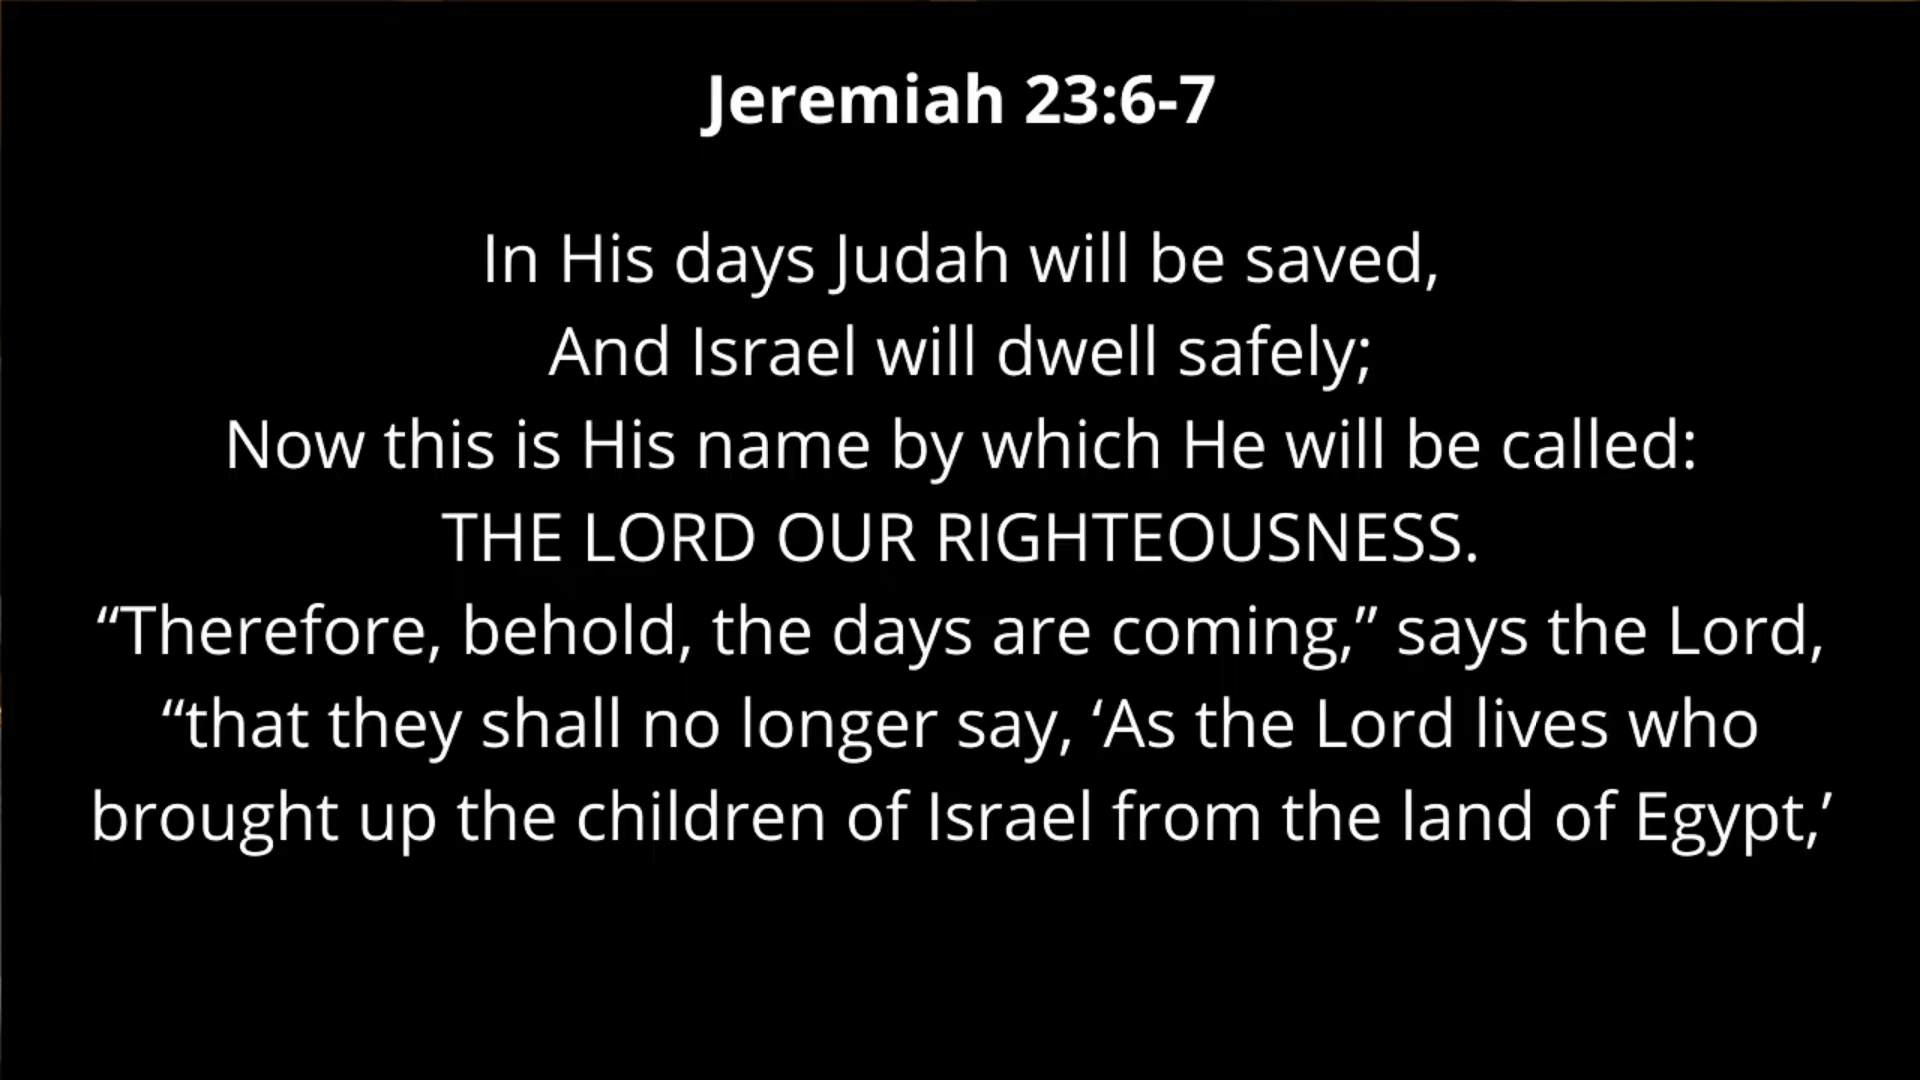 Jeremiah 23:6-7
In His days Judah will be saved,
And Israel will dwell safely;
Now this is His name by which He will be called:
THE LORD OUR RIGHTEOUSNESS.
“Therefore, behold, the days are coming,” says the Lord,
“that they shall no longer say, ‘As the Lord lives who
brought up the children of Israel from the land of Egypt,’